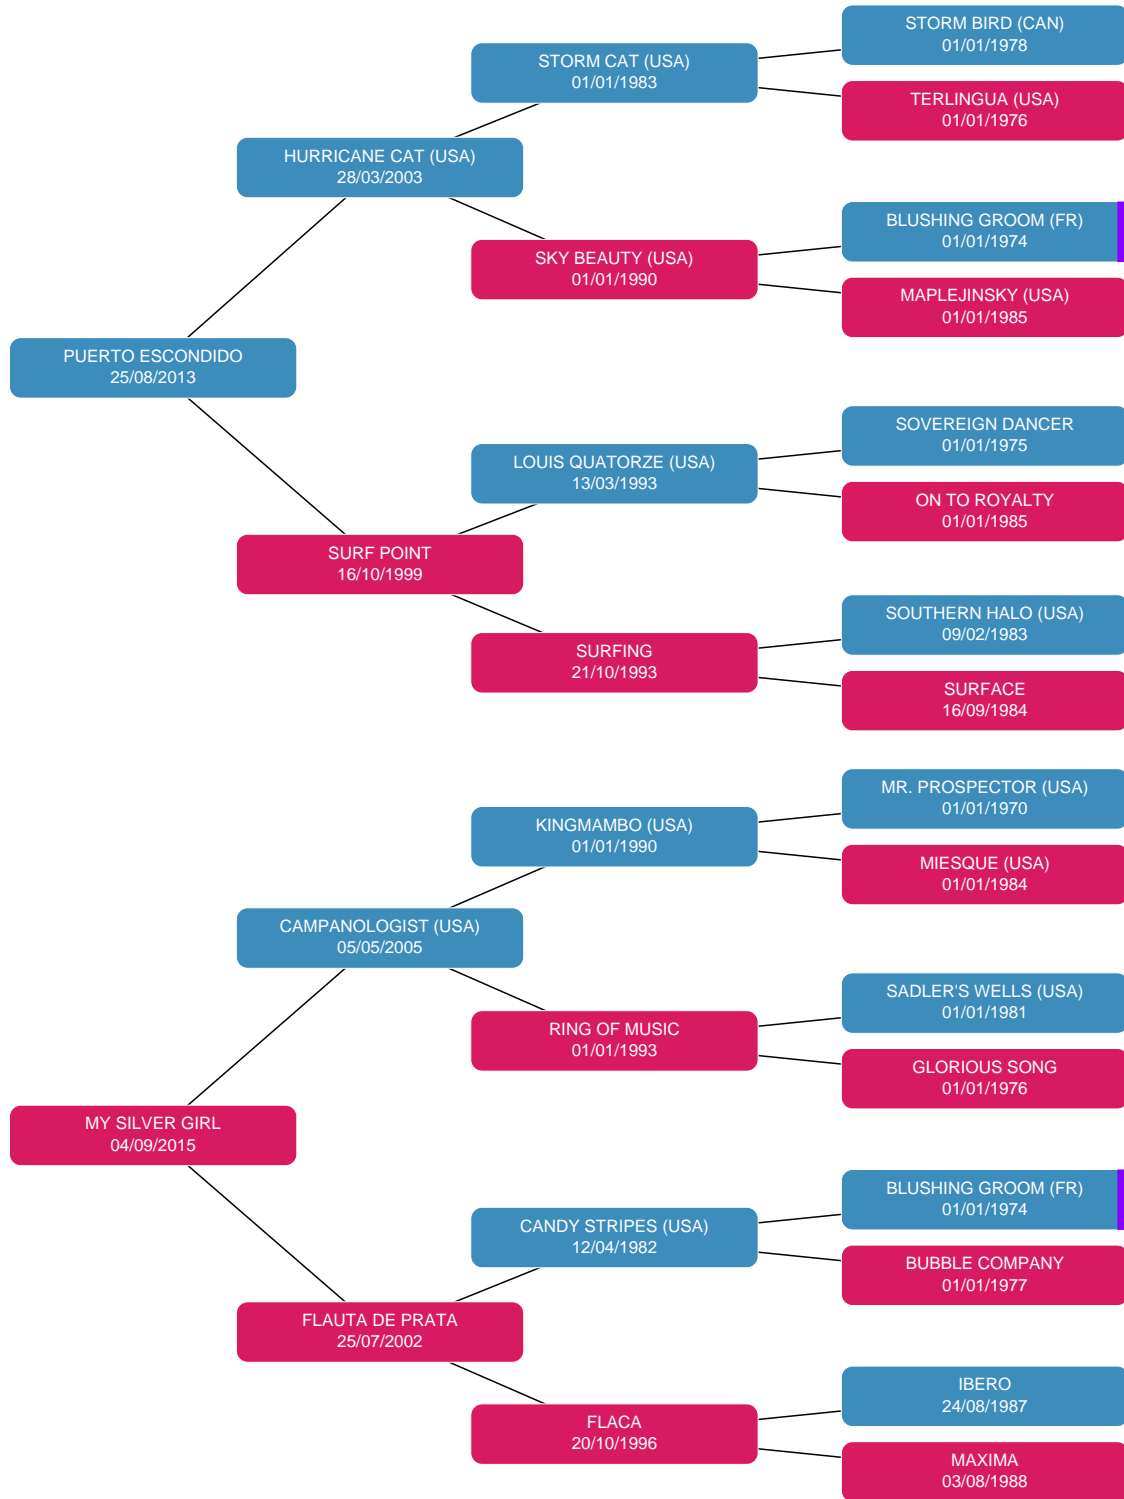 STORM BIRD (CAN)
01/01/1978
STORM CAT (USA)
01/01/1983
TERLINGUA (USA)
01/01/1976
HURRICANE CAT (USA)
28/03/2003
BLUSHING GROOM (FR)
01/01/1974
SKY BEAUTY (USA)
01/01/1990
MAPLEJINSKY (USA)
01/01/1985
PUERTO ESCONDIDO
25/08/2013
SOVEREIGN DANCER
01/01/1975
LOUIS QUATORZE (USA)
13/03/1993
ON TO ROYALTY
01/01/1985
SURF POINT
16/10/1999
SOUTHERN HALO (USA)
09/02/1983
SURFING
21/10/1993
SURFACE
16/09/1984
MR. PROSPECTOR (USA)
01/01/1970
KINGMAMBO (USA)
01/01/1990
MIESQUE (USA)
01/01/1984
CAMPANOLOGIST (USA)
05/05/2005
SADLER'S WELLS (USA)
01/01/1981
RING OF MUSIC
01/01/1993
GLORIOUS SONG
01/01/1976
MY SILVER GIRL
04/09/2015
BLUSHING GROOM (FR)
01/01/1974
CANDY STRIPES (USA)
12/04/1982
BUBBLE COMPANY
01/01/1977
FLAUTA DE PRATA
25/07/2002
IBERO
24/08/1987
FLACA
20/10/1996
MAXIMA
03/08/1988